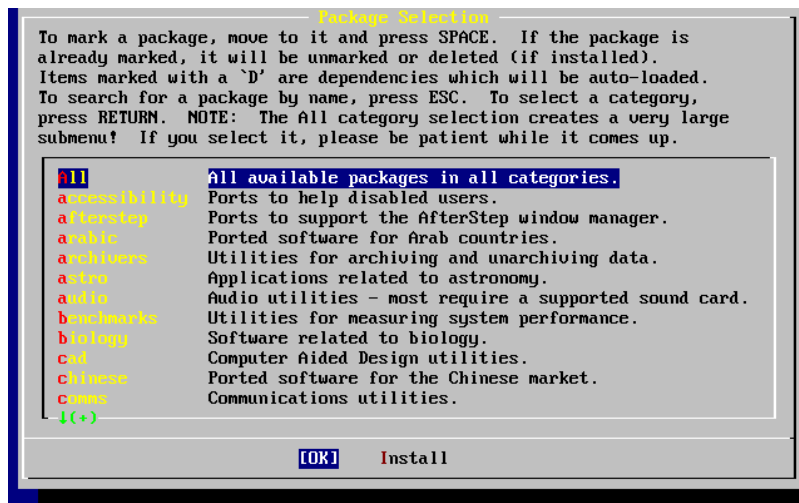 Package Selection
To mark a package, move to it and press SPACE.  If the package is
already marked, it will be unmarked or deleted (if installed).
Items marked with a `D' are dependencies which will be auto-loaded.
To search for a package by name, press ESC.  To select a category,
press RETURN.  NOTE:  The All category selection creates a very large
submenu!  If you select it, please be patient while it comes up.
All All available packages in all categories.
accessibility Ports to help disabled users.
afterstep Ports to support the AfterStep window manager.
arabic Ported software for Arab countries.
archivers Utilities for archiving and unarchiving data.
astro Applications related to astronomy.
audio Audio utilities - most require a supported sound card.
benchmarks Utilities for measuring system performance.
biology Software related to biology.
cad Computer Aided Design utilities.
chinese Ported software for the Chinese market.
comms Communications utilities.
↓(+)
[OK] Install